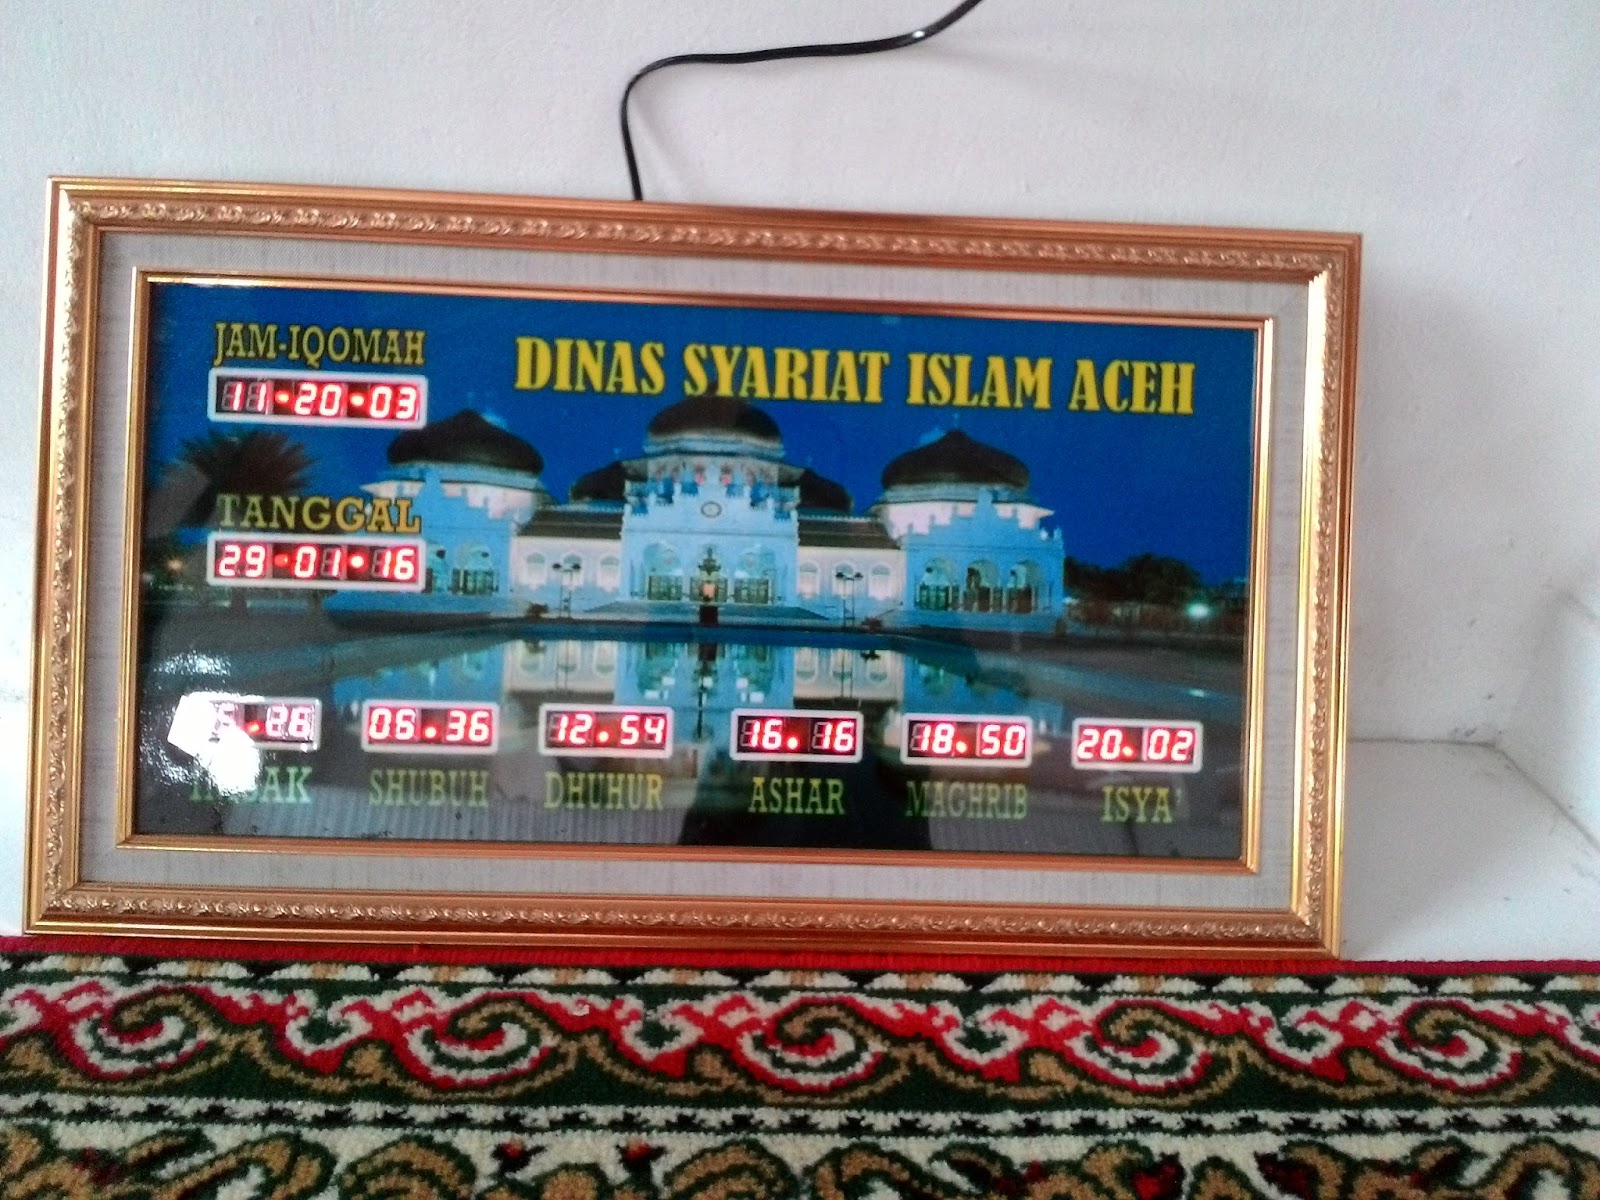 JAM-IQOMAH
DINAS SYARIAT ISLAM ACEH
11.20.03
TANGGAL
29.01.16
06.36
12.54
16.16
18.50
20.02
SHUBUH
DHUHUR
ASHAR
MAGHRIB
ISYA'